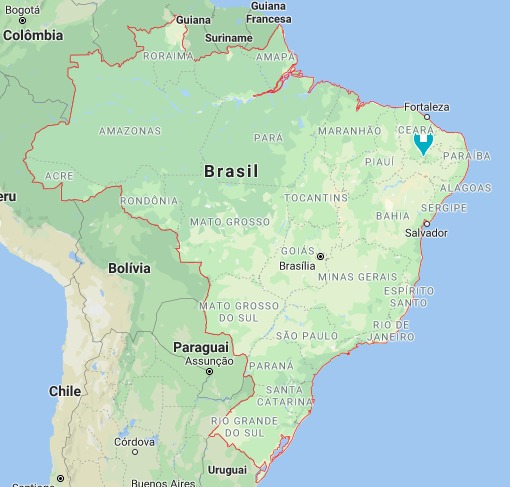 Bogotá
Colômbia
Guiana
Guiana
Francesa
Suriname
RORAIMA
AMAPÁ
Fortaleza
AMAZONAS
PARÁ
MARANHÃO
CEARÁ
PIAUÍ
PARAÍBA
Brasil
ACRE
RONDÔNIA
TOCANTINS
ALAGOAS
SERGIPE
BAHIA
MATO GROSSO
Salvador
eru
GOIÁS
Brasília
Bolívia
MINAS GERAIS
ESPÍRITO
SANTO
MATO GROSSO
DO SUL
SÃO PAULO
RIO DE
JANEIRO
Paraguai
Assunção
PARANÁ
Chile
SANTA
CATARINA
RIO GRANDE
DO SUL
Córdova
Uruguai
Santiago
Buenos Aires